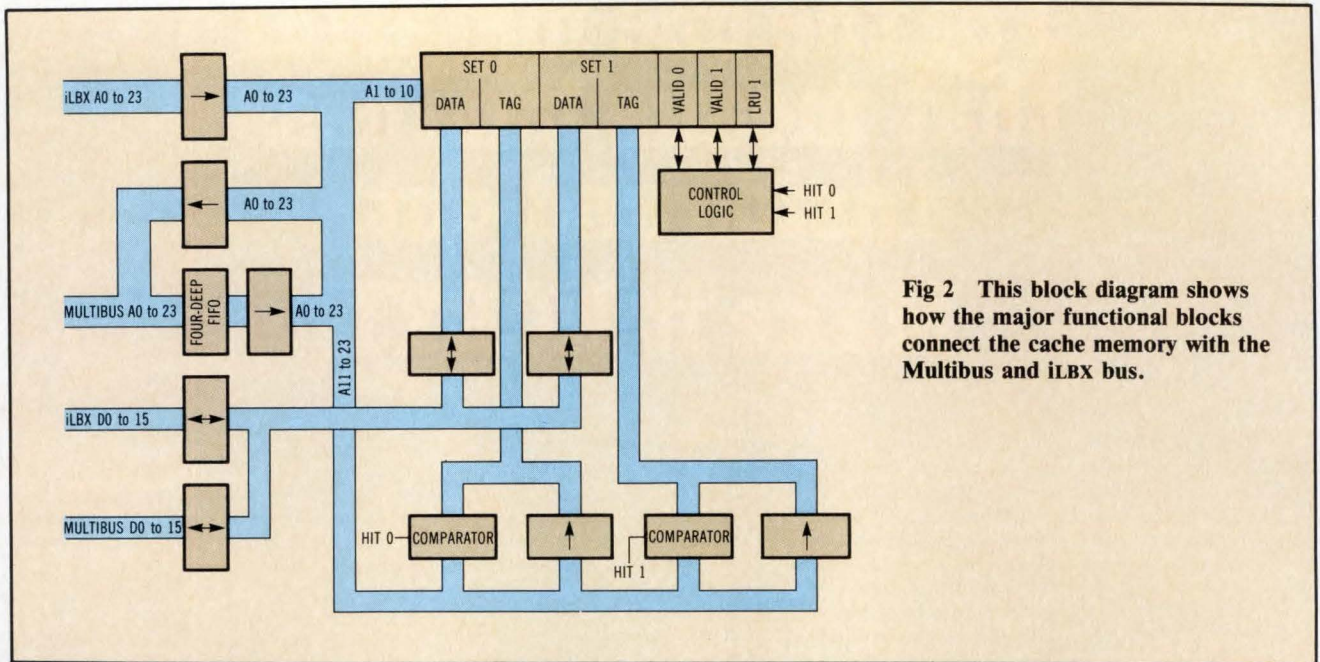 SET 0
SET 1
DATA
TAG
DATA
TAG
VALID 0
VALID 1
LRU 1
iLBX A0 to 23
A0 to 23
A1 to 10
A0 to 23
CONTROL
LOGIC
HIT 0
HIT 1
MULTIBUS A0 to 23
FOUR-DEEP
FIFO
A0 to 23
A11 to 23
iLBX D0 to 15
MULTIBUS D0 to 15
HIT 0
COMPARATOR
HIT 1
COMPARATOR
Fig 2 This block diagram shows
how the major functional blocks
connect the cache memory with the
Multibus and iLBX bus.